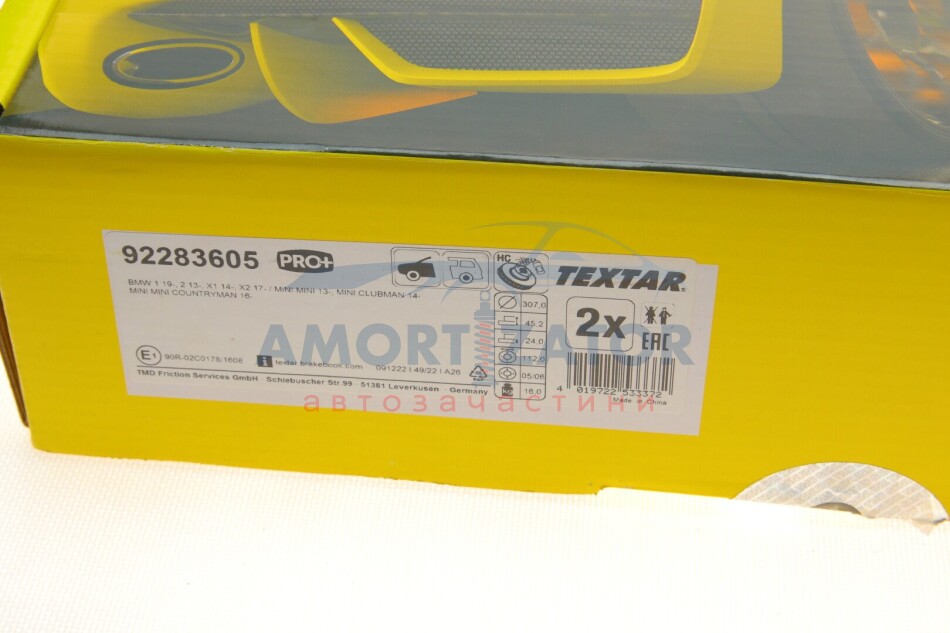 92283605 PRO+
HC
TEXTAR
BMW 1 19-, 2 13-, X1 14-, X2 17- / MINI MINI 13-, MINI CLUBMAN 14-
MINI MINI COUNTRYMAN 16-
307,0
45,2
24,0
112,0
05/06
18,0
2x
EAC
AMORTIZATOR
автозапчастини
E1 90R-02C0178/1608
i textar.brakebook.com
091222 I 49/22 I A26
TMD Friction Services GmbH Schlebuscher Str. 99 51381 Leverkusen Germany
4 019722 533372
Made in China